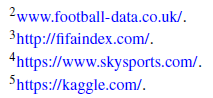 ²www.football-data.co.uk/.
³http://fifaindex.com/.
⁴https://www.skysports.com/.
⁵https://kaggle.com/.